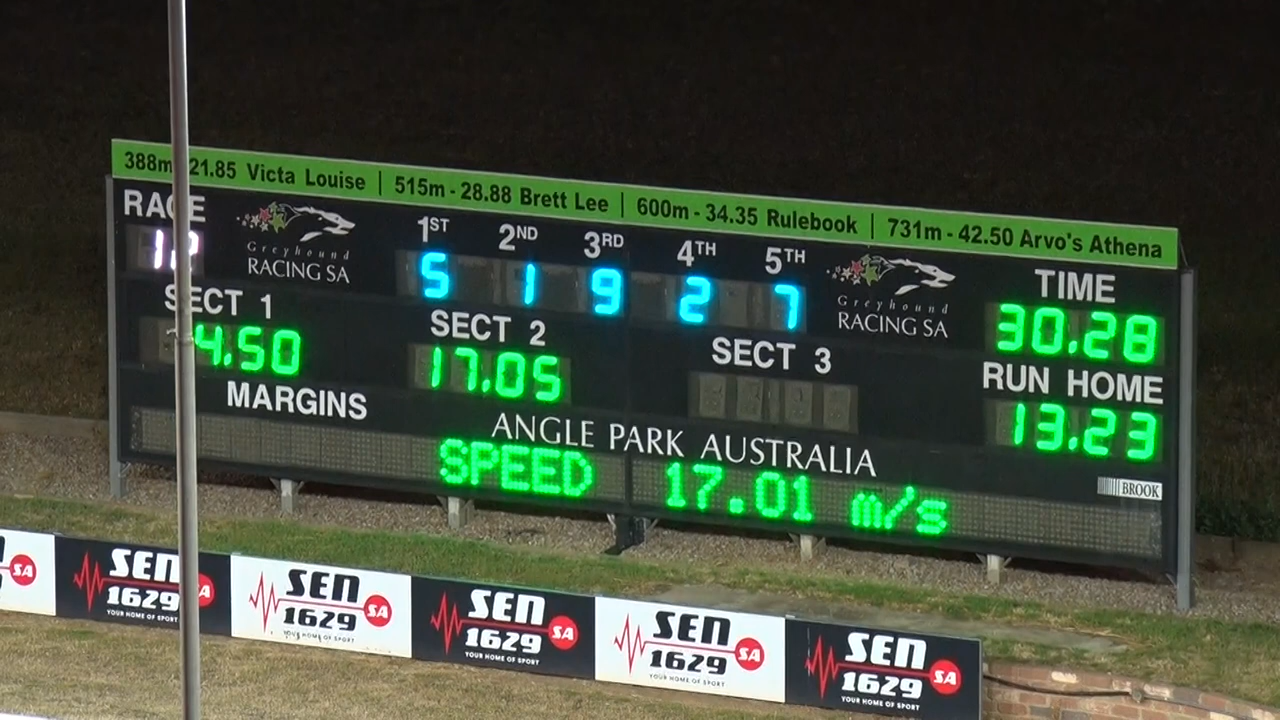 388m 21.85 Victa Louise | 515m - 28.88 Brett Lee | 600m - 34.35 Rulebook | 731m - 42.50 Arvo's Athena
RACE
Greyhound
RACING SA
1ST 2ND 3RD 4TH 5TH
5 1 9 2 7
Greyhound
RACING SA
TIME
30.28
SECT 1
4.50
SECT 2
17.05
SECT 3
RUN HOME
13.23
MARGINS
ANGLE PARK AUSTRALIA
SPEED 17.01 m/s
BROOK
SA
SEN
1629 SA
YOUR HOME OF SPORT
SEN
1629 SA
YOUR HOME OF SPORT
SEN
1629 SA
YOUR HOME OF SPORT
SEN
1629 SA
YOUR HOME OF SPORT
SEN
1629 SA
YOUR HOME OF SPORT